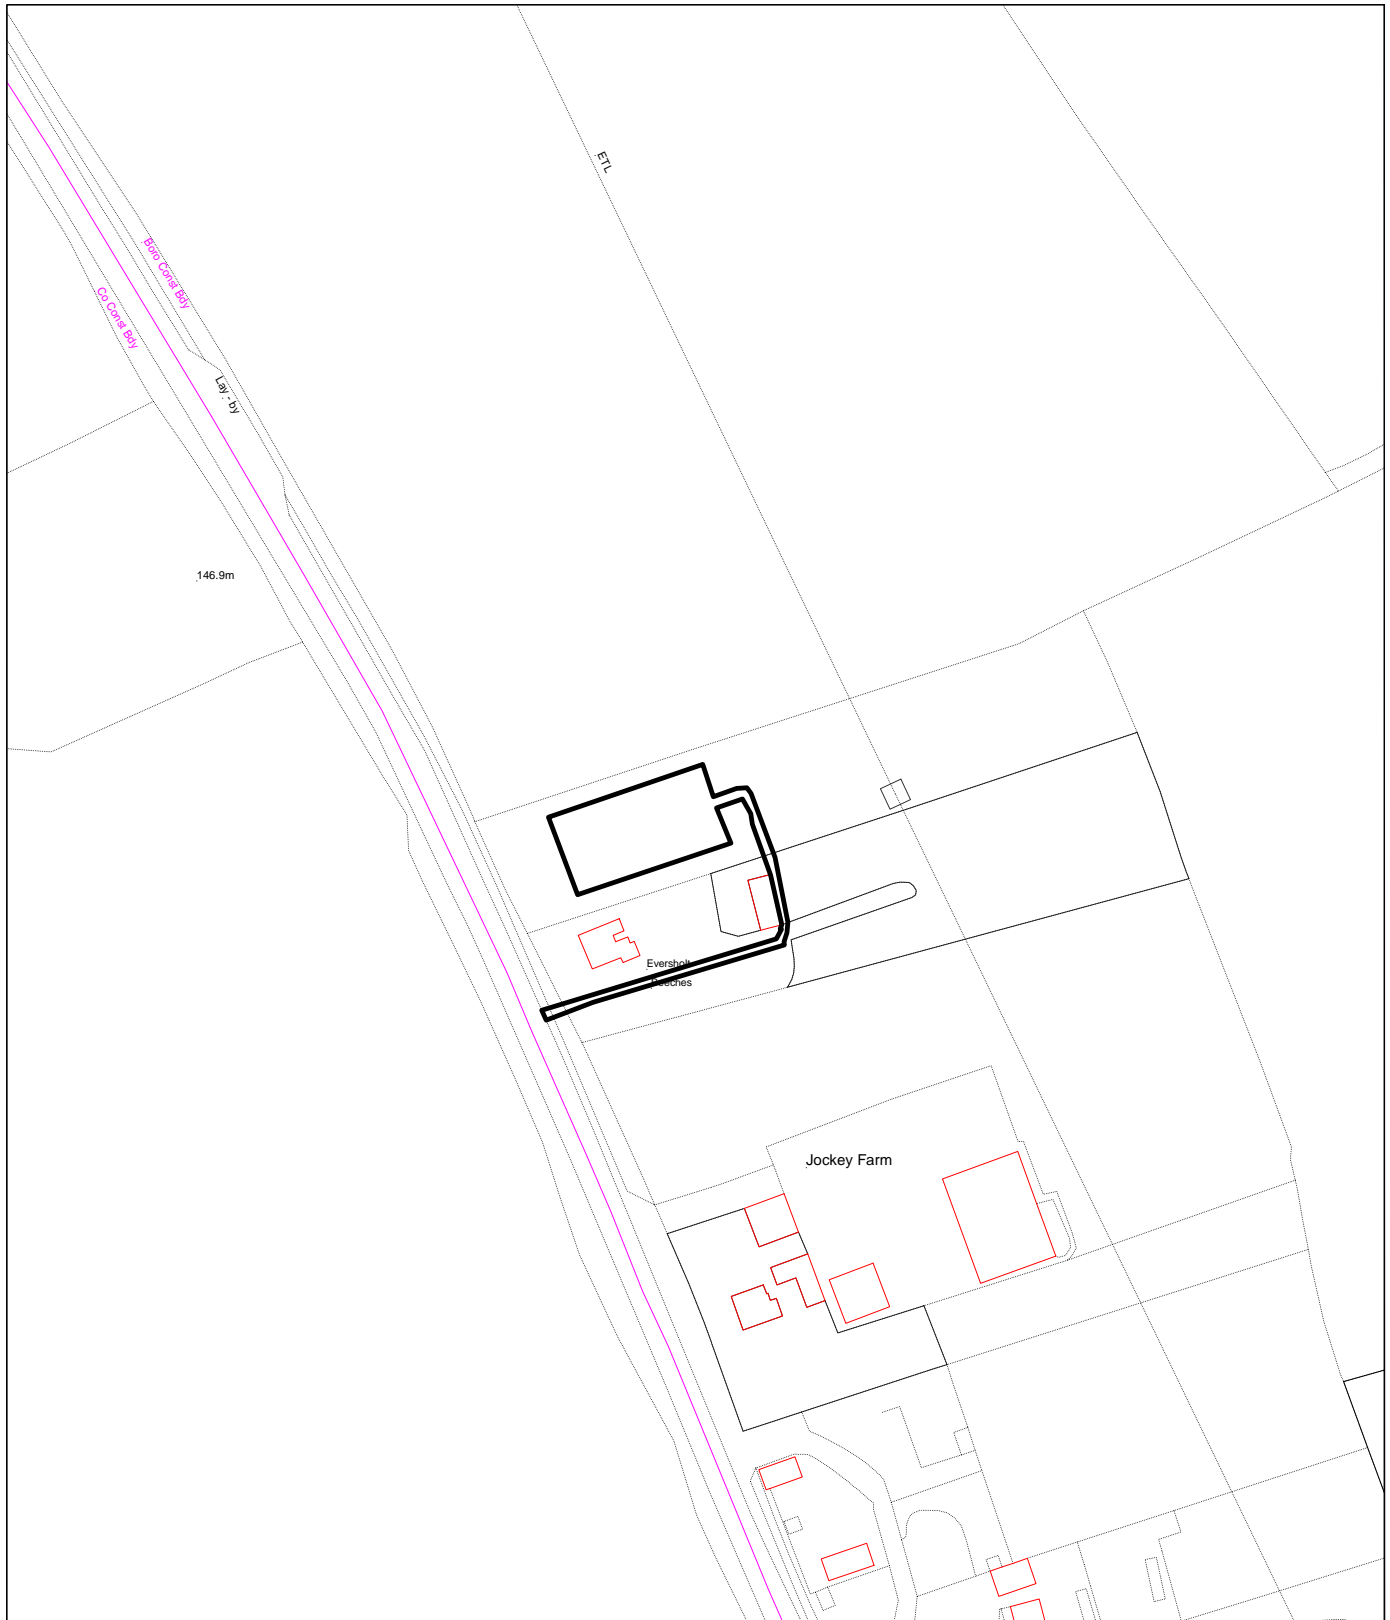 ETL
Boro Const Bdy
Co Const Bdy
Lay - by
146.9m
Eversholt
Beeches
Jockey Farm